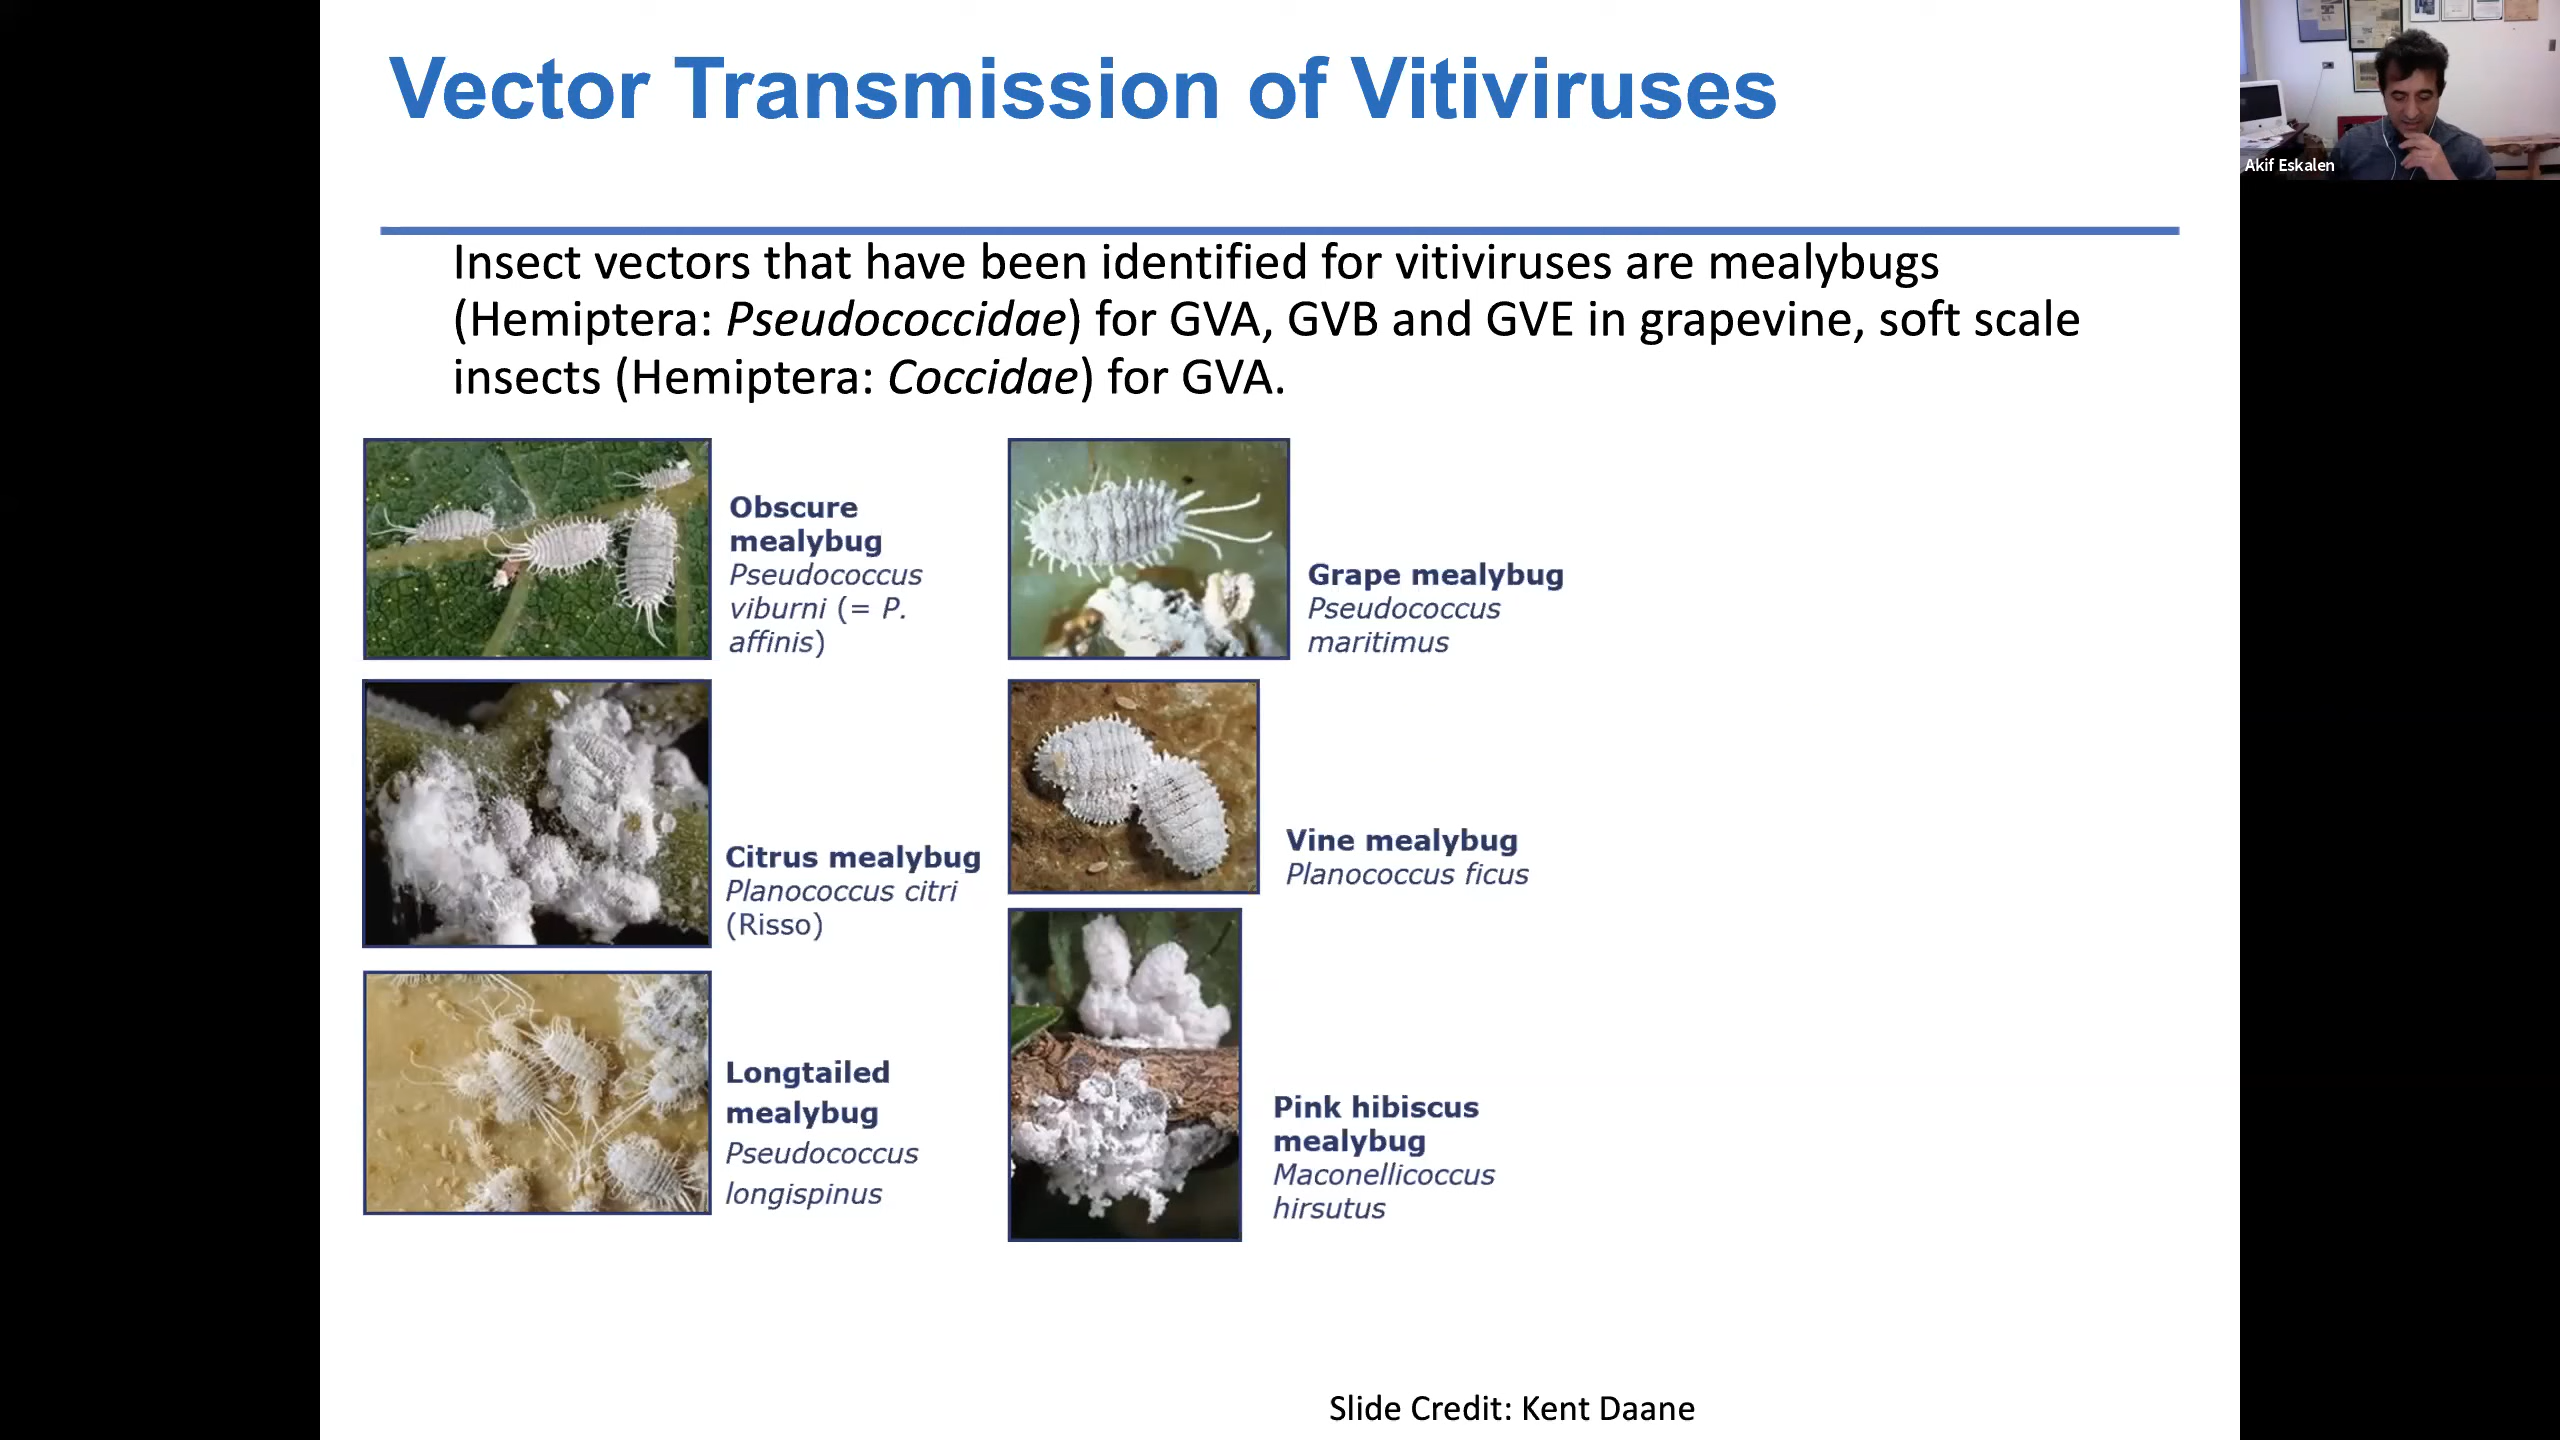 Vector Transmission of Vitiviruses
Akif Eskalen
Insect vectors that have been identified for vitiviruses are mealybugs
(Hemiptera: Pseudococcidae) for GVA, GVB and GVE in grapevine, soft scale
insects (Hemiptera: Coccidae) for GVA.
Obscure
mealybug
Pseudococcus
viburni (= P.
affinis)
Grape mealybug
Pseudococcus
maritimus
Citrus mealybug
Planococcus citri
(Risso)
Vine mealybug
Planococcus ficus
Longtailed
mealybug
Pseudococcus
longispinus
Pink hibiscus
mealybug
Maconellicoccus
hirsutus
Slide Credit: Kent Daane